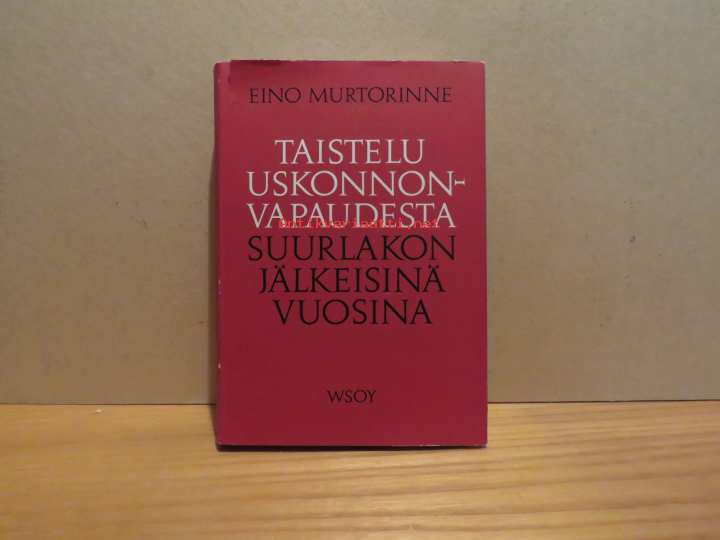 EINO MURTORINNE
TAISTELU
USKONNON-
VAPAUDESTA
SUURLAKON
JÄLKEISINÄ
VUOSINA
WSOY